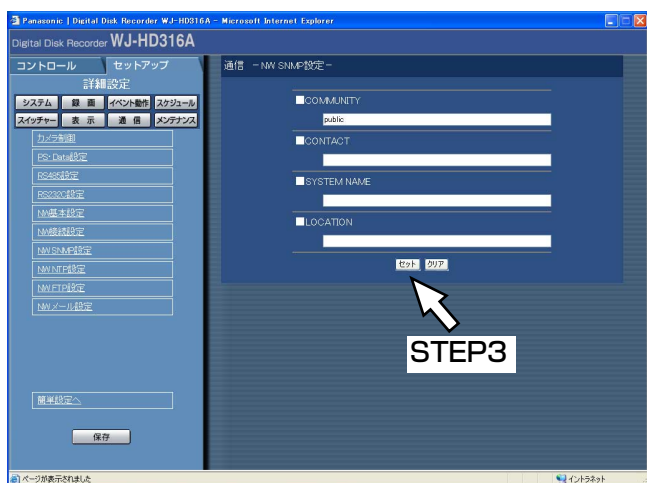 Panasonic | Digital Disk Recorder WJ-HD316A - Microsoft Internet Explorer
Digital Disk Recorder WJ-HD316A
コントロール セットアップ
詳細設定
システム 録 画 イベント動作 スケジュール
スイッチャー 表 示 通 信 メンテナンス
カメラ制御
PS･Data設定
RS485設定
RS232C設定
NW基本設定
NW接続設定
NW SNMP設定
NW NTP設定
NW FTP設定
NWメール設定
簡単設定へ
保存
通信 －NW SNMP設定－
■COMMUNITY
public
■CONTACT
■SYSTEM NAME
■LOCATION
セット クリア
STEP3
ページが表示されました
イントラネット